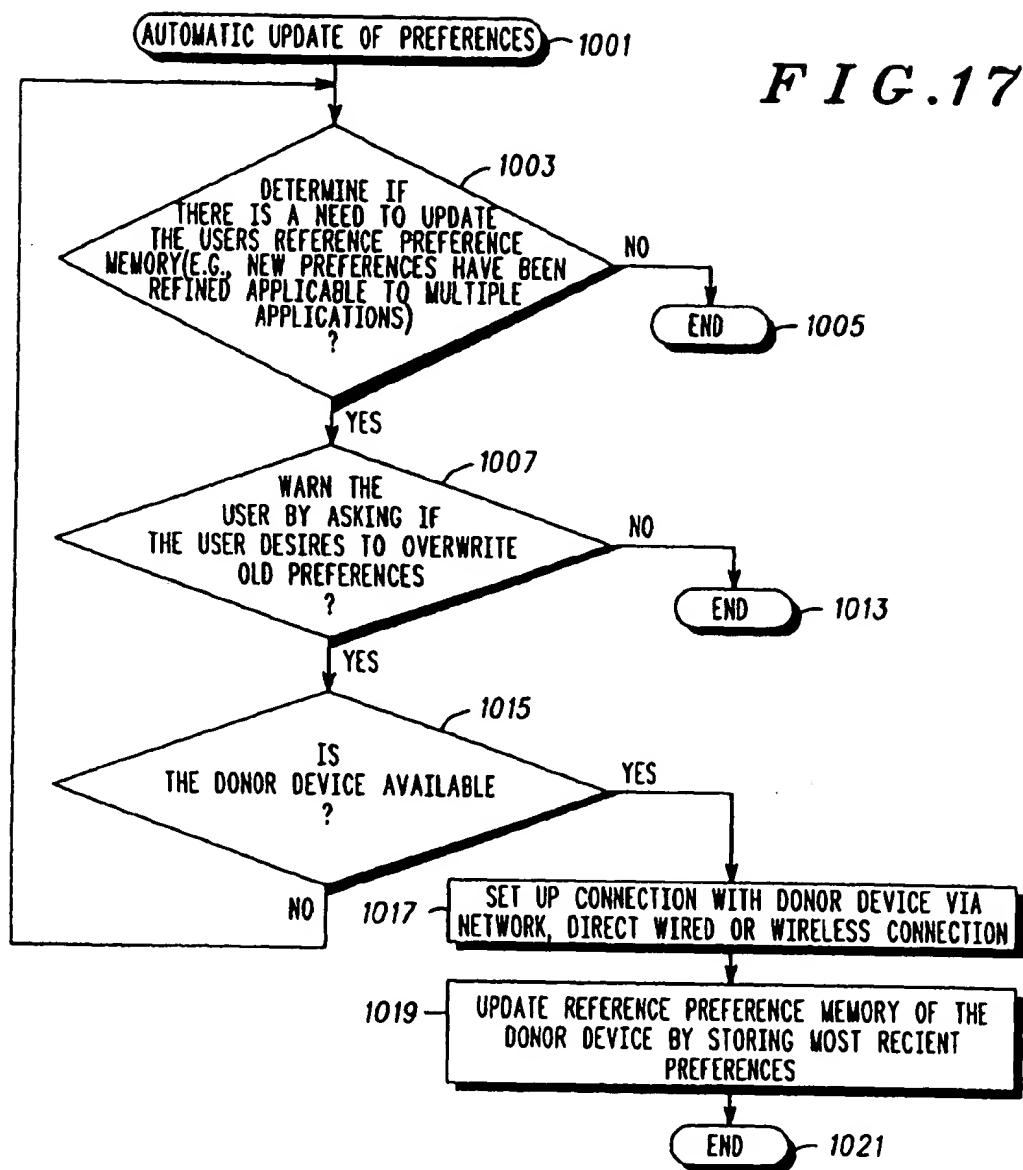 AUTOMATIC UPDATE OF PREFERENCES
1001
FIG.17
1003
DETERMINE IF
THERE IS A NEED TO UPDATE
THE USERS REFERENCE PREFERENCE
MEMORY(E.G., NEW PREFERENCES HAVE BEEN
REFINED APPLICABLE TO MULTIPLE
APPLICATIONS)
?
NO
END
1005
YES
1007
WARN THE
USER BY ASKING IF
THE USER DESIRES TO OVERWRITE
OLD PREFERENCES
?
NO
END
1013
YES
1015
IS
THE DONOR DEVICE AVAILABLE
?
YES
NO
1017
SET UP CONNECTION WITH DONOR DEVICE VIA
NETWORK, DIRECT WIRED OR WIRELESS CONNECTION
1019
UPDATE REFERENCE PREFERENCE MEMORY OF THE
DONOR DEVICE BY STORING MOST RECIENT
PREFERENCES
END
1021